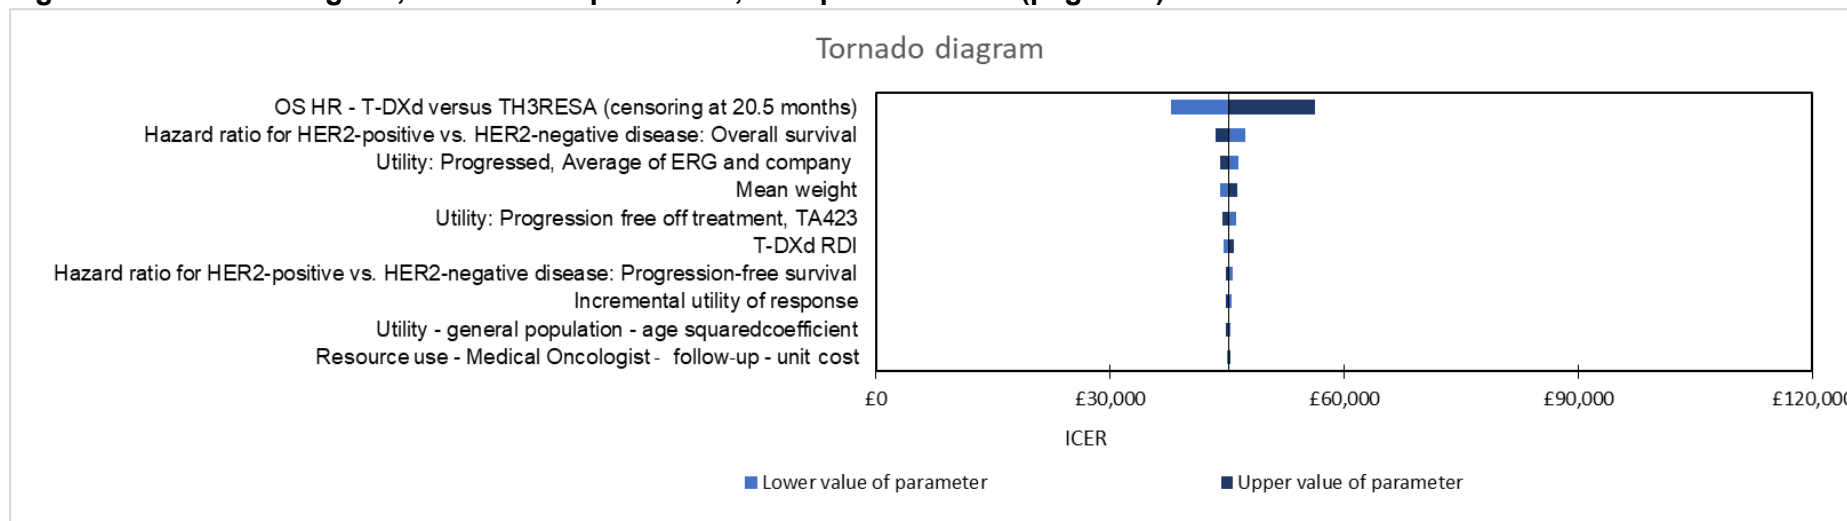 Tornado diagram
OS HR - T-DXd versus TH3RESA (censoring at 20.5 months)
Hazard ratio for HER2-positive vs. HER2-negative disease: Overall survival
Utility: Progressed, Average of ERG and company
Mean weight
Utility: Progression free off treatment, TA423
T-DXd RDI
Hazard ratio for HER2-positive vs. HER2-negative disease: Progression-free survival
Incremental utility of response
Utility - general population - age squaredcoefficient
Resource use - Medical Oncologist - follow-up - unit cost
£0 £30,000 £60,000 £90,000 £120,000
ICER
Lower value of parameter Upper value of parameter